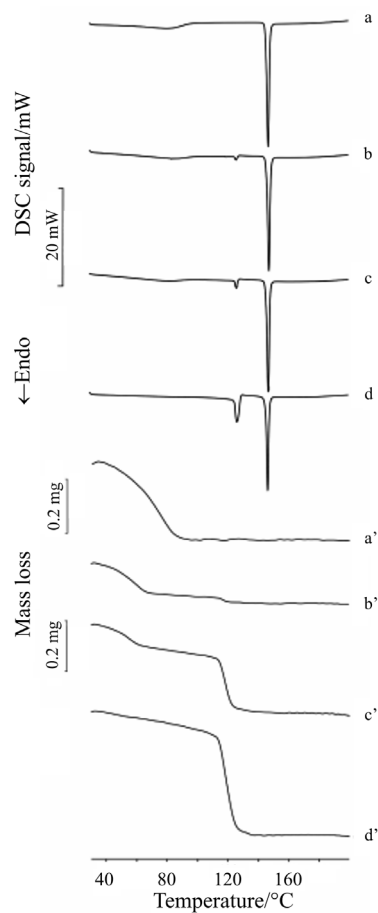 a
b
c
d
DSC signal/mW
20 mW
←Endo
a’
b’
c’
d’
Mass loss
0.2 mg
0.2 mg
40 80 120 160
Temperature/°C